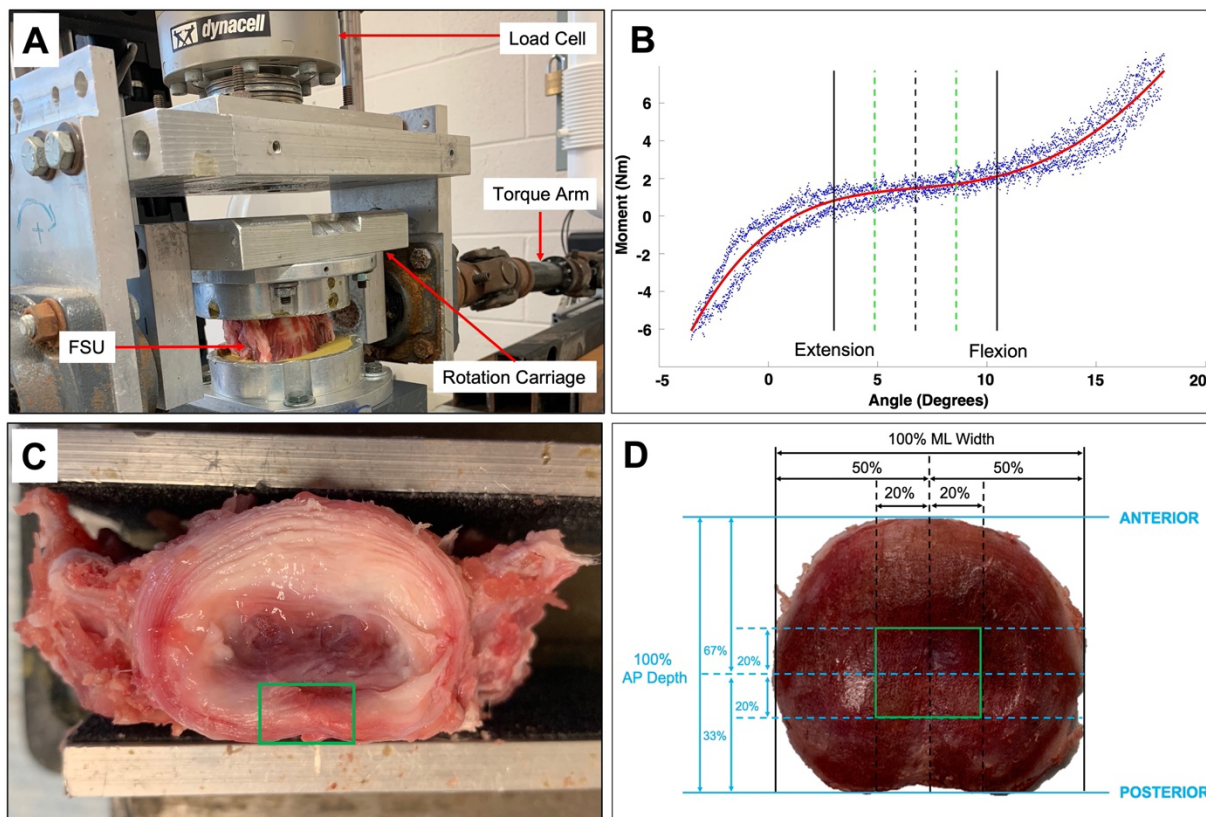 A
dynacell
Load Cell
Torque Arm
FSU
Rotation Carriage
B
Moment (Nm)
6
4
2
0
-2
-4
-6
Extension
Flexion
-5
0
5
10
15
20
Angle (Degrees)
C
D
100% ML Width
50%
50%
20%
20%
ANTERIOR
67%
20%
100%
AP Depth
20%
33%
POSTERIOR